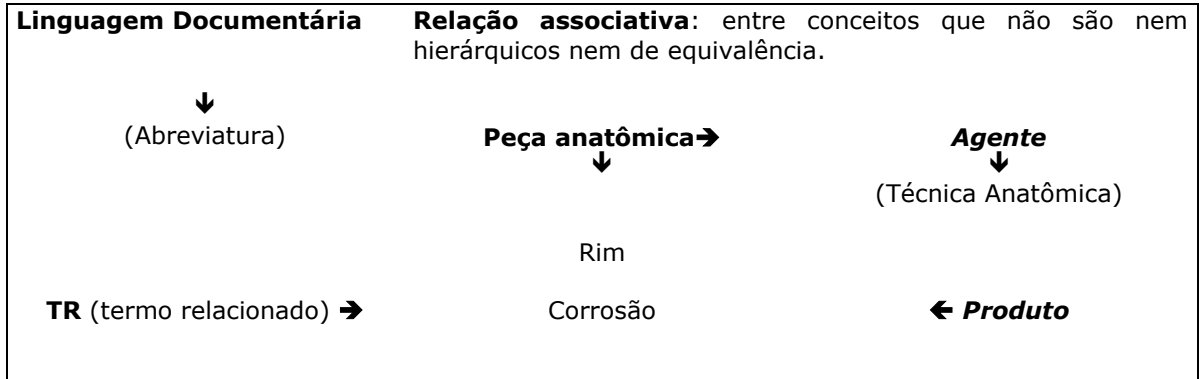 Linguagem Documentária Relação associativa: entre conceitos que não são nem
hierárquicos nem de equivalência.
🡻
(Abreviatura) Peça anatômica🡺 Agente
🡻 🡻
(Técnica Anatômica)
Rim
TR (termo relacionado) 🡺 Corrosão 🡸 Produto